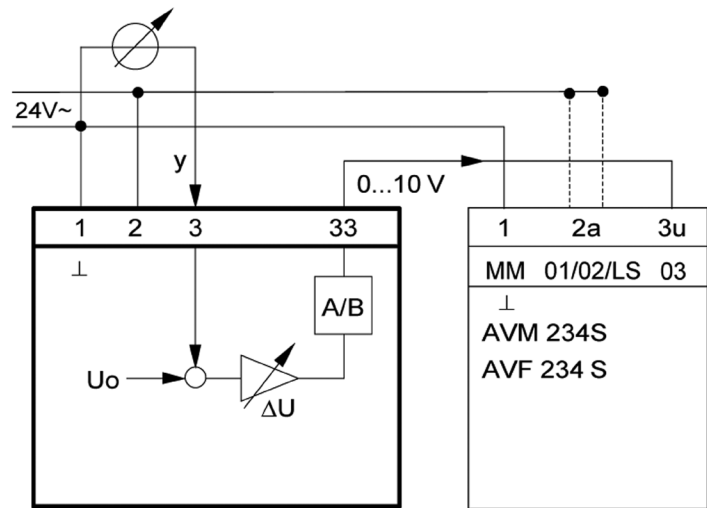 24V~
y
0...10 V
1 2 3 33
1 2a 3u
MM 01/02/LS 03
⊥
⊥
A/B
AVM 234S
AVF 234 S
Uo
ΔU